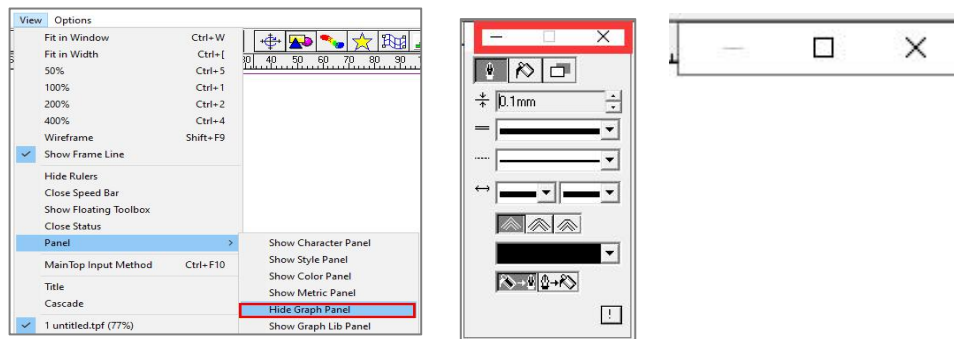 View Options
Fit in Window Ctrl+W
Fit in Width Ctrl+[
50% Ctrl+5
100% Ctrl+1
200% Ctrl+2
400% Ctrl+4
Wireframe Shift+F9
Show Frame Line
Hide Rulers
Close Speed Bar
Show Floating Toolbox
Close Status
Panel >
MainTop Input Method Ctrl+F10
Title
Cascade
1 untitled.tpf (77%)
Show Character Panel
Show Style Panel
Show Color Panel
Show Metric Panel
Hide Graph Panel
Show Graph Lib Panel
40 50 60 70 80 90
0.1mm
!